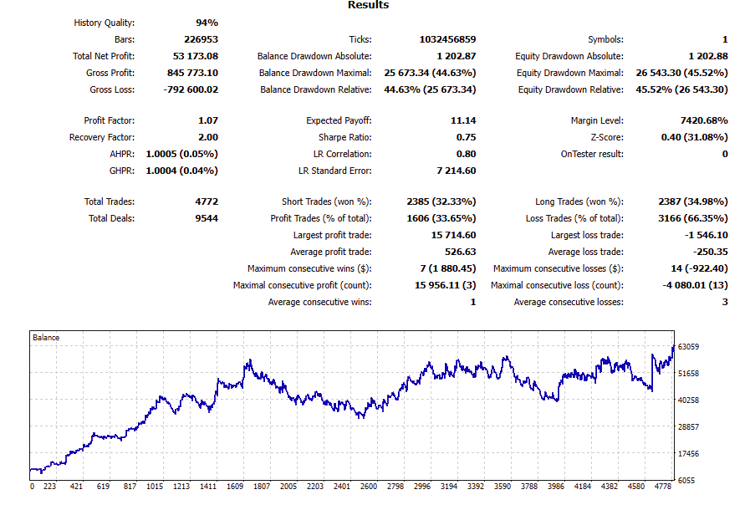 Results
History Quality: 94%
Bars: 226953 Ticks: 1032456859 Symbols: 1
Total Net Profit: 53 173.08 Balance Drawdown Absolute: 1 202.87 Equity Drawdown Absolute: 1 202.88
Gross Profit: 845 773.10 Balance Drawdown Maximal: 25 673.34 (44.63%) Equity Drawdown Maximal: 26 543.30 (45.52%)
Gross Loss: -792 600.02 Balance Drawdown Relative: 44.63% (25 673.34) Equity Drawdown Relative: 45.52% (26 543.30)
Profit Factor: 1.07 Expected Payoff: 11.14 Margin Level: 7420.68%
Recovery Factor: 2.00 Sharpe Ratio: 0.75 Z-Score: 0.40 (31.08%)
AHPR: 1.0005 (0.05%) LR Correlation: 0.80 OnTester result: 0
GHPR: 1.0004 (0.04%) LR Standard Error: 7 214.60
Total Trades: 4772 Short Trades (won %): 2385 (32.33%) Long Trades (won %): 2387 (34.98%)
Total Deals: 9544 Profit Trades (% of total): 1606 (33.65%) Loss Trades (% of total): 3166 (66.35%)
Largest profit trade: 15 714.60 Largest loss trade: -1 546.10
Average profit trade: 526.63 Average loss trade: -250.35
Maximum consecutive wins ($): 7 (1 880.45) Maximum consecutive losses ($): 14 (-922.40)
Maximal consecutive profit (count): 15 956.11 (3) Maximal consecutive loss (count): -4 080.01 (13)
Average consecutive wins: 1 Average consecutive losses: 3
Balance
63059
51658
40258
28857
17456
6055
0 223 421 619 817 1015 1213 1411 1609 1807 2005 2203 2401 2600 2798 2996 3194 3392 3590 3788 3986 4184 4382 4580 4778